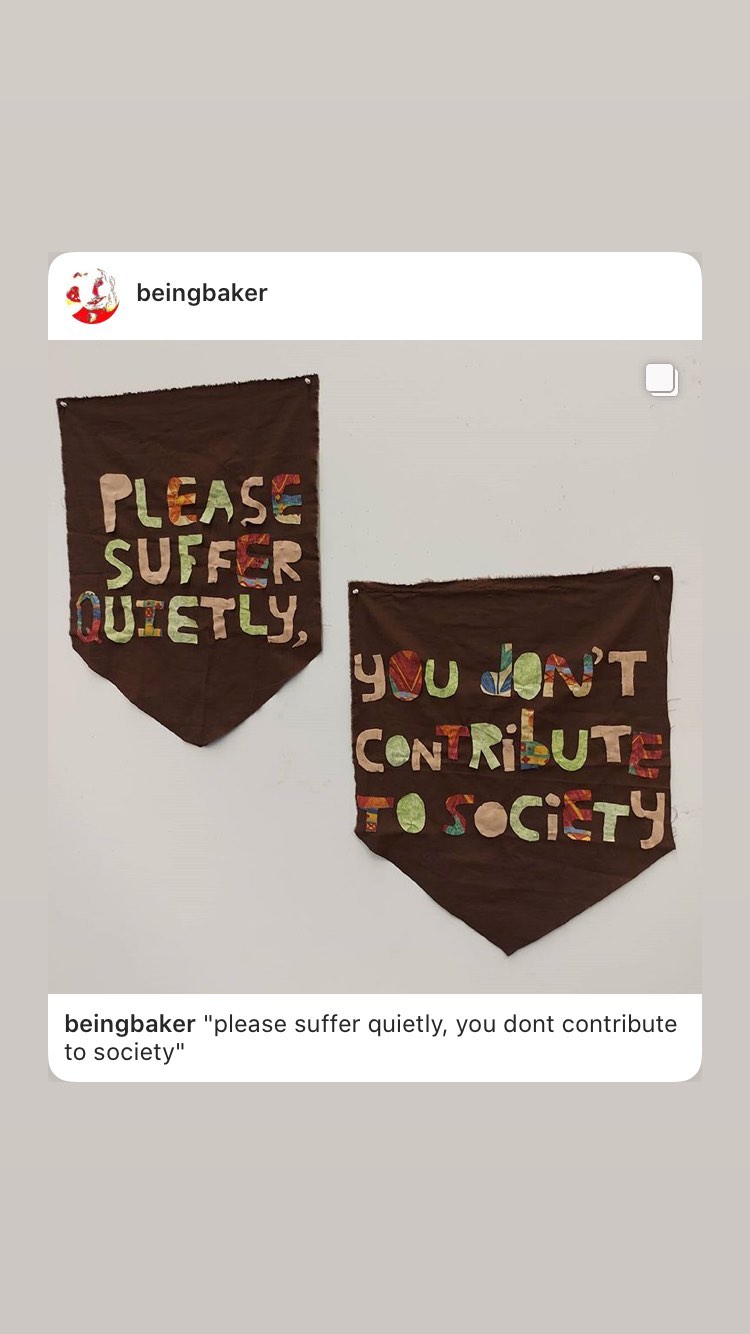 beingbaker
PLEASE
SUFFER
QUIETLY,
YOU dON'T
CONTRibUTE
TO SOCiETY
beingbaker "please suffer quietly, you dont contribute
to society"